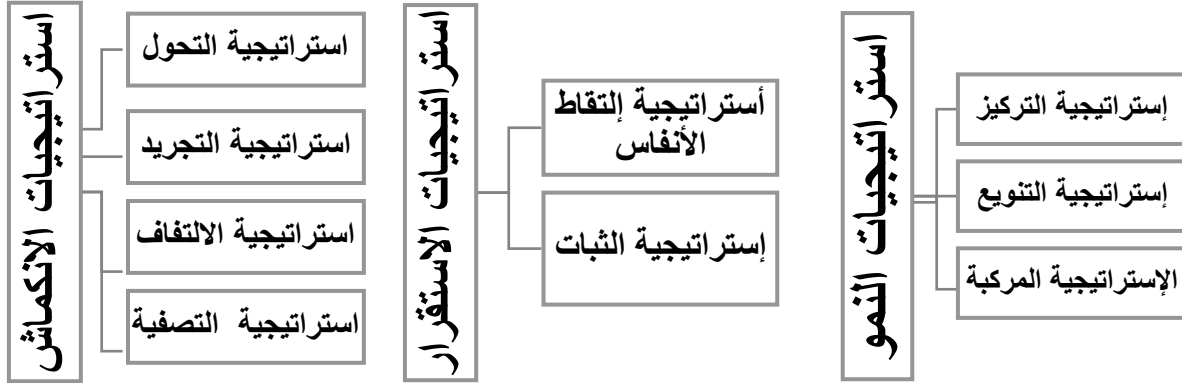 استراتيجيات النمو
إستراتيجية التركيز
إستراتيجية التنويع
الإستراتيجية المركبة
استراتيجيات الاستقرار
أستراتيجية إلتقاط
الأنفاس
إستراتيجية الثبات
استراتيجيات الانكماش
استراتيجية التحول
استراتيجية التجريد
استراتيجية الالتفاف
استراتيجية التصفية